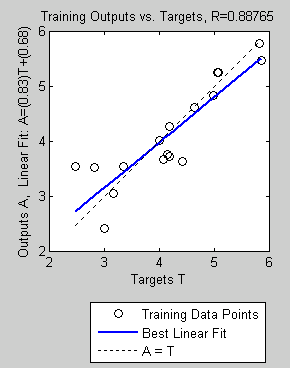 Training Outputs vs. Targets, R=0.88765
Outputs A, Linear Fit: A=(0.83)T+(0.68)
6
5
4
3
2
2
3
4
5
6
Targets T
Training Data Points
Best Linear Fit
A = T